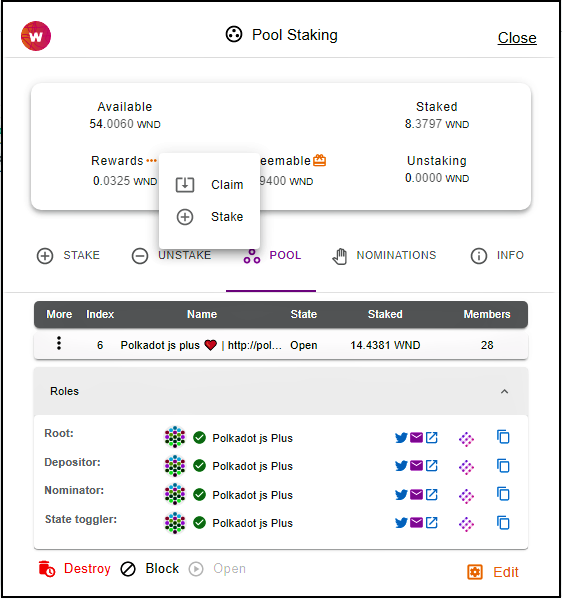 W
Pool Staking
Close
Available
54.0060 WND
Staked
8.3797 WND
Rewards
0.0325 WND
eemable
9400 WND
Unstaking
0.0000 WND
Claim
Stake
STAKE
UNSTAKE
POOL
NOMINATIONS
INFO
More Index Name State Staked Members
6 Polkadot js plus ❤️ | http://pol... Open 14.4381 WND 28
Roles
Root: Polkadot js Plus
Depositor: Polkadot js Plus
Nominator: Polkadot js Plus
State toggler: Polkadot js Plus
Destroy Block Open Edit